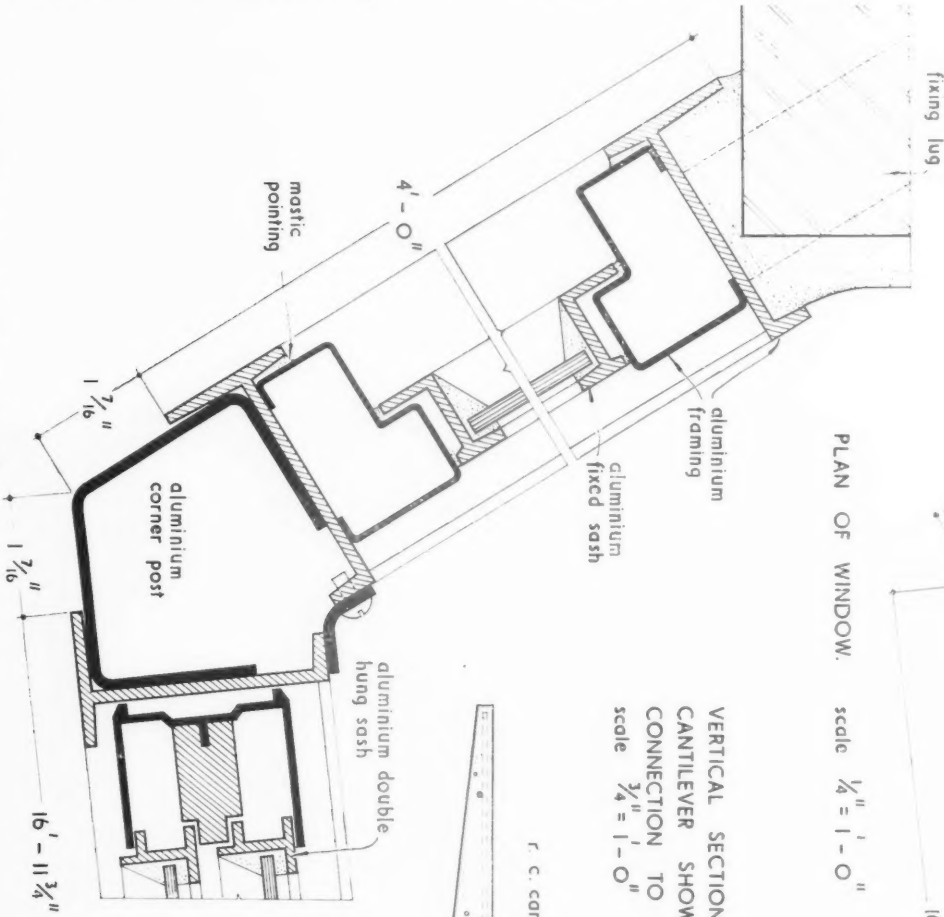 fixing lug
4' - 0"
mastic
pointing
1 7/16"
1 7/16"
16' - 11 3/4"
aluminium
corner post
aluminium
framing
aluminium
fixed sash
aluminium double
hung sash
PLAN OF WINDOW. scale 1/4" = 1' - 0"
VERTICAL SECTION
CANTILEVER SHOW
CONNECTION TO
scale 3/4" = 1' - 0"
r. c. can